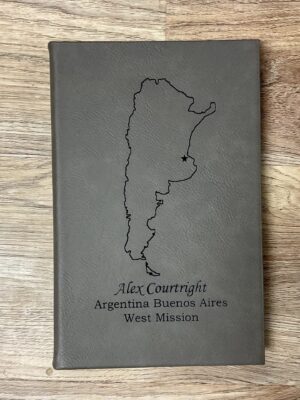 Alex Courtright
Argentina Buenos Aires
West Mission